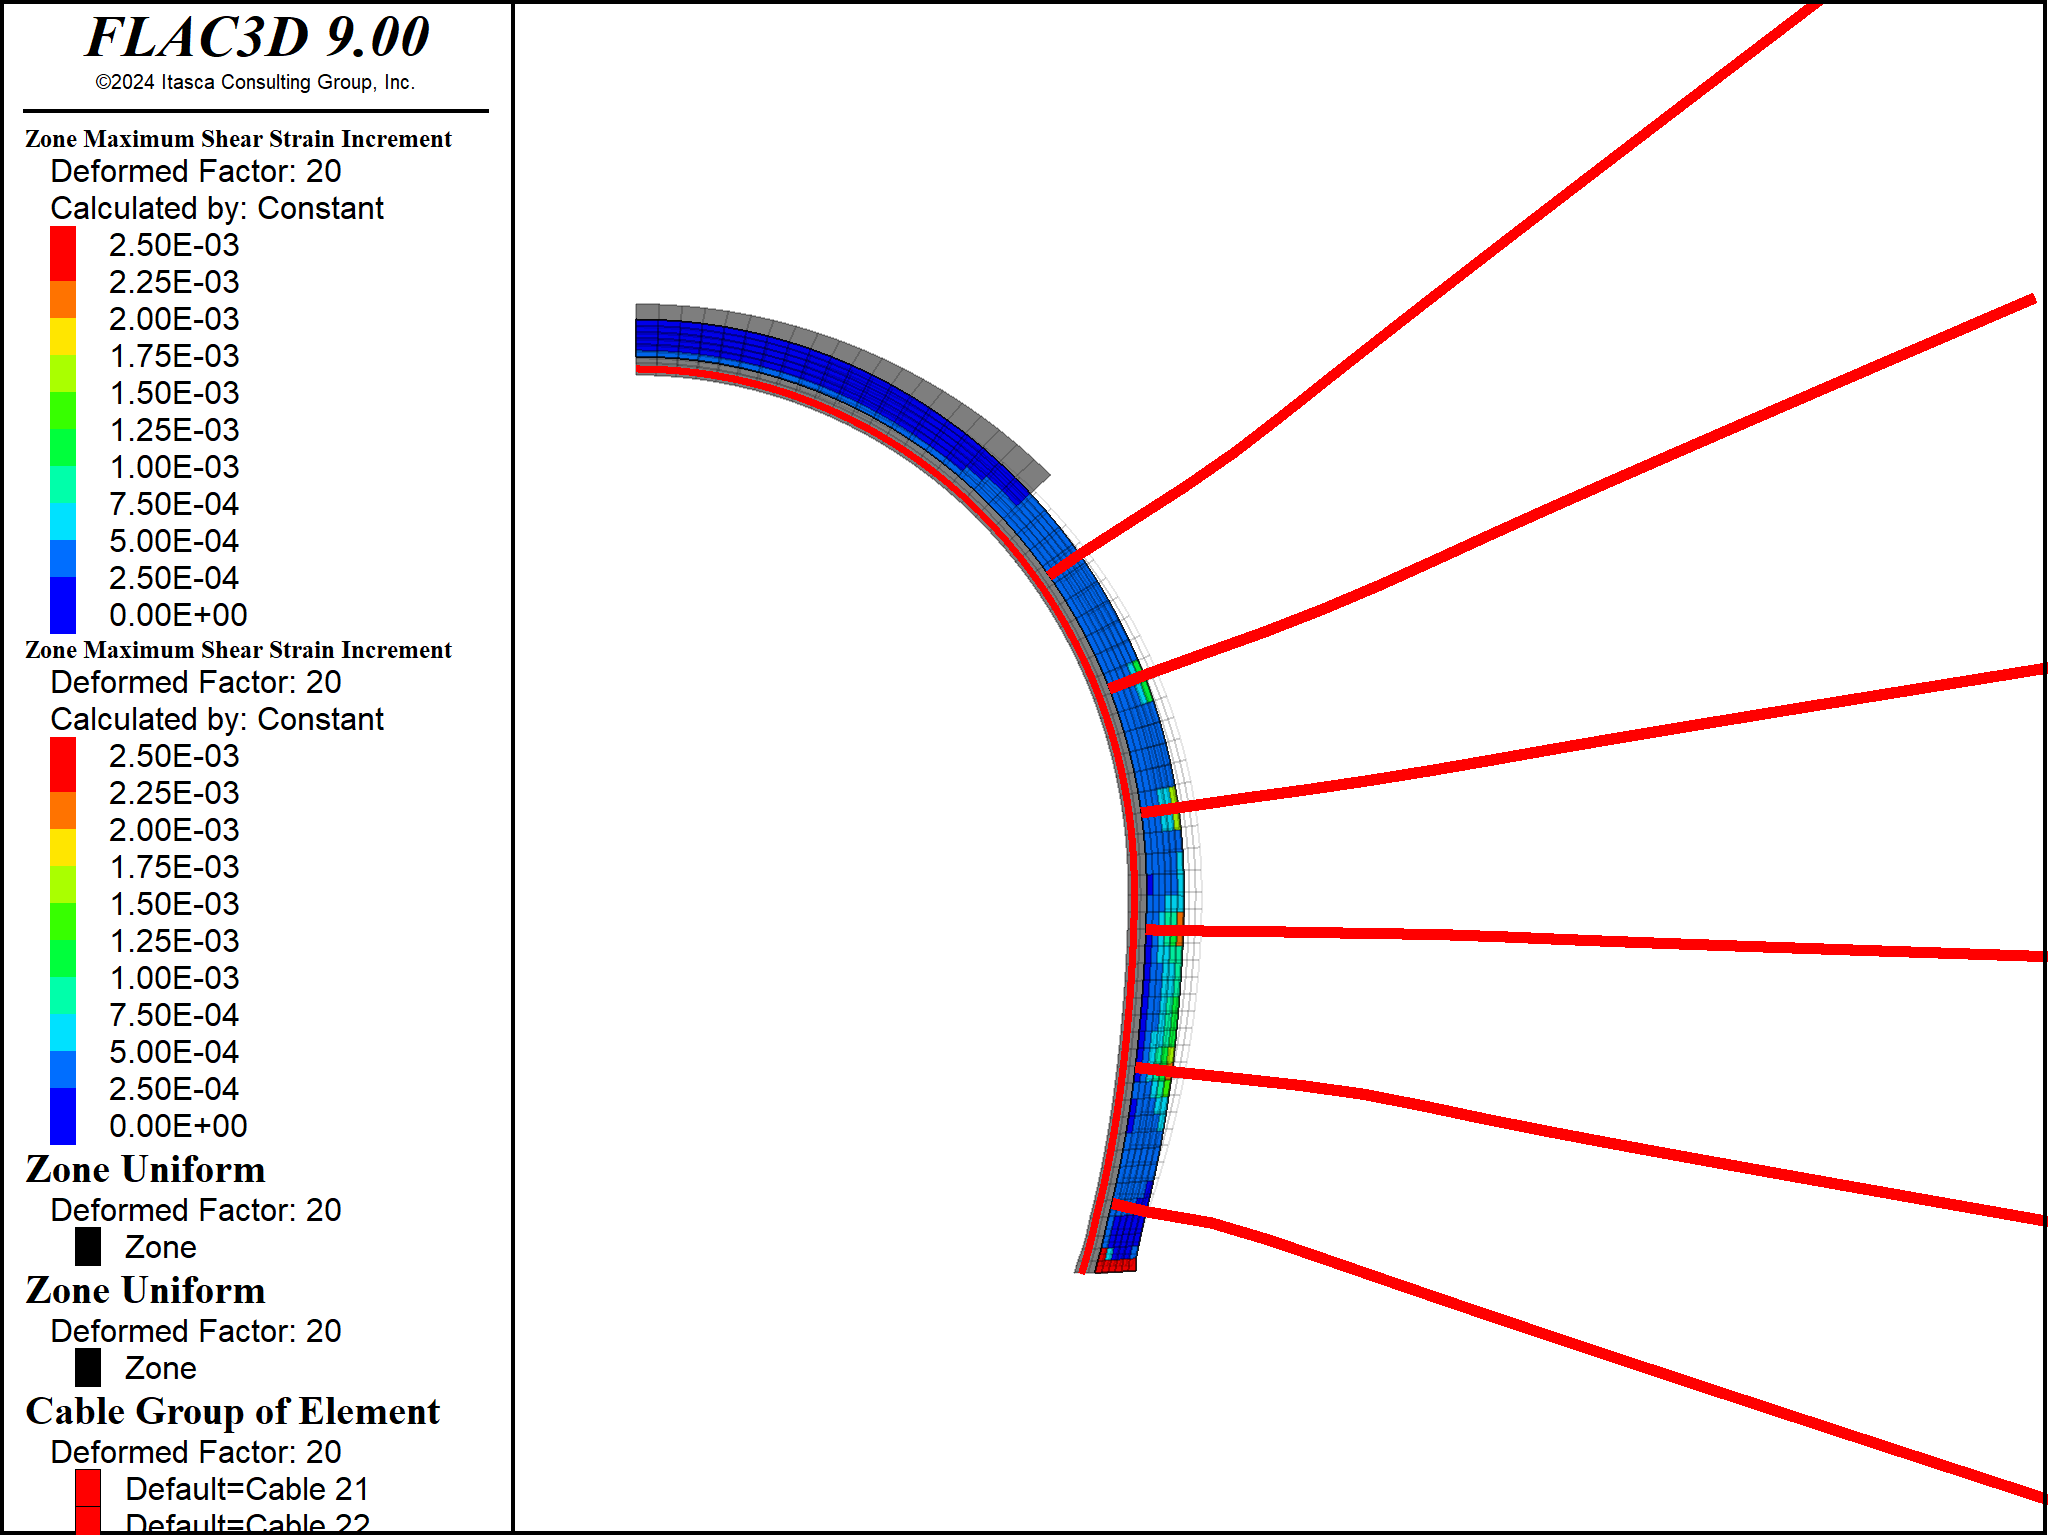 FLAC3D 9.00
©2024 Itasca Consulting Group, Inc.
Zone Maximum Shear Strain Increment
Deformed Factor: 20
Calculated by: Constant
2.50E-03
2.25E-03
2.00E-03
1.75E-03
1.50E-03
1.25E-03
1.00E-03
7.50E-04
5.00E-04
2.50E-04
0.00E+00
Zone Maximum Shear Strain Increment
Deformed Factor: 20
Calculated by: Constant
2.50E-03
2.25E-03
2.00E-03
1.75E-03
1.50E-03
1.25E-03
1.00E-03
7.50E-04
5.00E-04
2.50E-04
0.00E+00
Zone Uniform
Deformed Factor: 20
Zone
Zone Uniform
Deformed Factor: 20
Zone
Cable Group of Element
Deformed Factor: 20
Default=Cable 21
Default=Cable 22